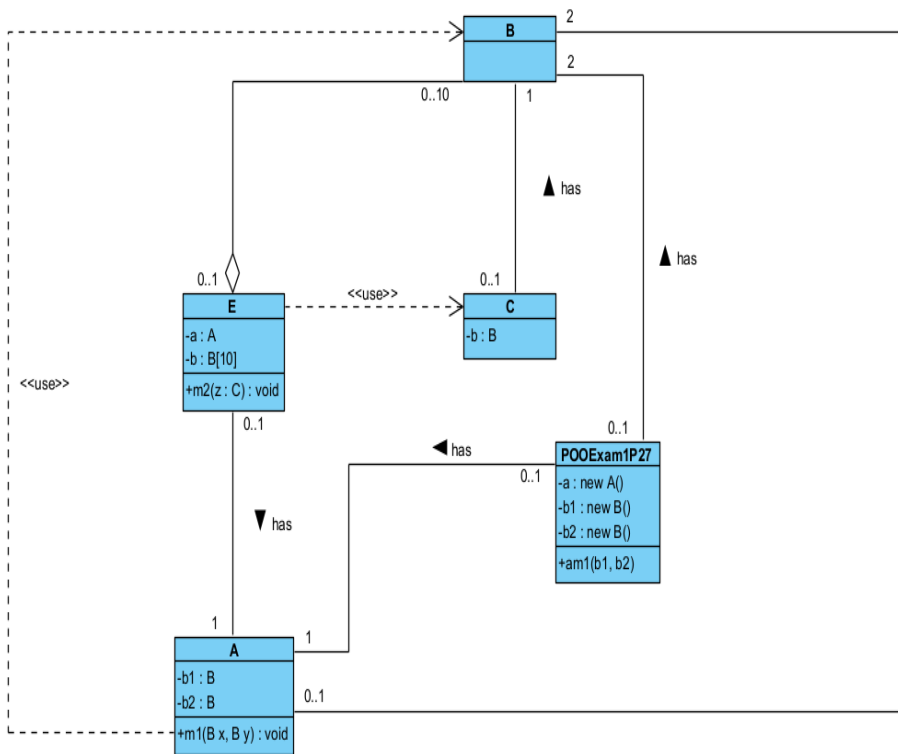 B
2
2
0..10
1
has
has
0..1
0..1
<<use>>
E
-a : A
-b : B[10]
+m2(z : C) : void
C
-b : B
<<use>>
0..1
0..1
has
0..1
POOExam1P27
-a : new A()
-b1 : new B()
-b2 : new B()
+am1(b1, b2)
has
1
1
A
-b1 : B
-b2 : B
+m1(B x, B y) : void
0..1